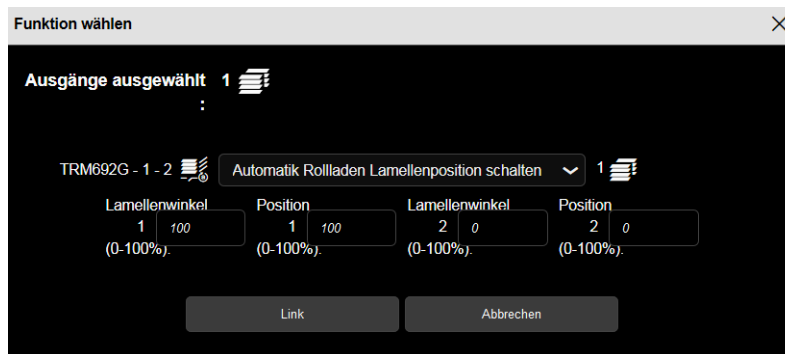 Funktion wählen
Ausgänge ausgewählt 1
:
TRM692G - 1 - 2 Automatik Rollladen Lamellenposition schalten 1
Lamellenwinkel Position Lamellenwinkel Position
1 100 1 100 2 0 2 0
(0-100%). (0-100%). (0-100%). (0-100%).
Link Abbrechen